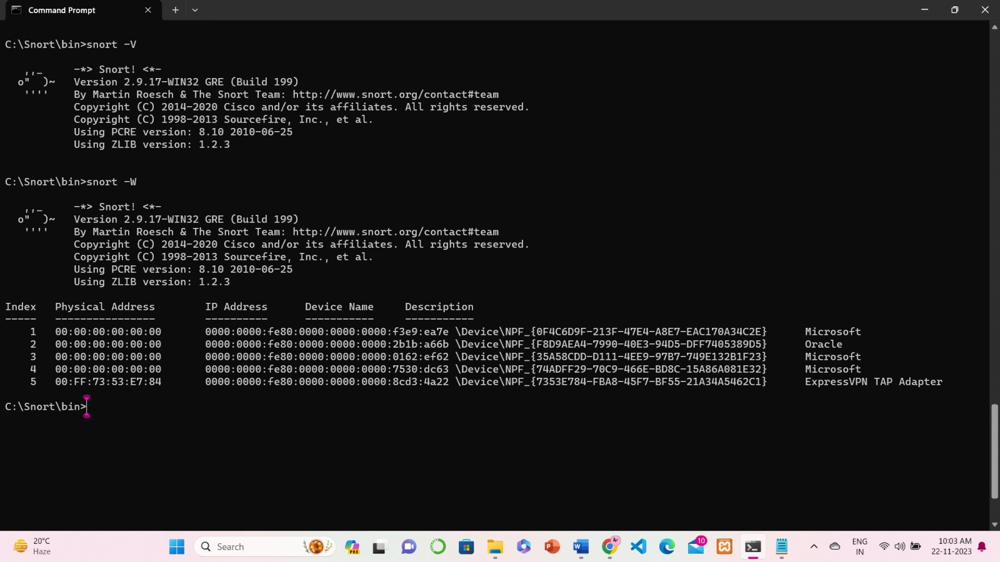 Command Prompt
C:\Snort\bin>snort -V
,,_ -*> Snort! <*-
o" )~ Version 2.9.17-WIN32 GRE (Build 199)
'''' By Martin Roesch & The Snort Team: http://www.snort.org/contact#team
Copyright (C) 2014-2020 Cisco and/or its affiliates. All rights reserved.
Copyright (C) 1998-2013 Sourcefire, Inc., et al.
Using PCRE version: 8.10 2010-06-25
Using ZLIB version: 1.2.3
C:\Snort\bin>snort -W
,,_ -*> Snort! <*-
o" )~ Version 2.9.17-WIN32 GRE (Build 199)
'''' By Martin Roesch & The Snort Team: http://www.snort.org/contact#team
Copyright (C) 2014-2020 Cisco and/or its affiliates. All rights reserved.
Copyright (C) 1998-2013 Sourcefire, Inc., et al.
Using PCRE version: 8.10 2010-06-25
Using ZLIB version: 1.2.3
Index Physical Address IP Address Device Name Description
----- ---------------- ---------- ----------- -----------
1 00:00:00:00:00:00 0000:0000:fe80:0000:0000:0000:f3e9:ea7e \Device\NPF_{0F4C6D9F-213F-47E4-A8E7-EAC170A34C2E} Microsoft
2 00:00:00:00:00:00 0000:0000:fe80:0000:0000:0000:2b1b:a66b \Device\NPF_{F8D9AEA4-7990-40E3-94D5-DFF7405389D5} Oracle
3 00:00:00:00:00:00 0000:0000:fe80:0000:0000:0000:0162:ef62 \Device\NPF_{35A58CDD-D111-4EE9-97B7-749E132B1F23} Microsoft
4 00:00:00:00:00:00 0000:0000:fe80:0000:0000:0000:7530:dc63 \Device\NPF_{74ADFF29-70C9-466E-BD8C-15A86A081E32} Microsoft
5 00:FF:73:53:E7:84 0000:0000:fe80:0000:0000:0000:8cd3:4a22 \Device\NPF_{7353E784-FBA8-45F7-BF55-21A34A5462C1} ExpressVPN TAP Adapter
C:\Snort\bin>
20°C
Haze
Search
PRE
10
ENG
IN
10:03 AM
22-11-2023